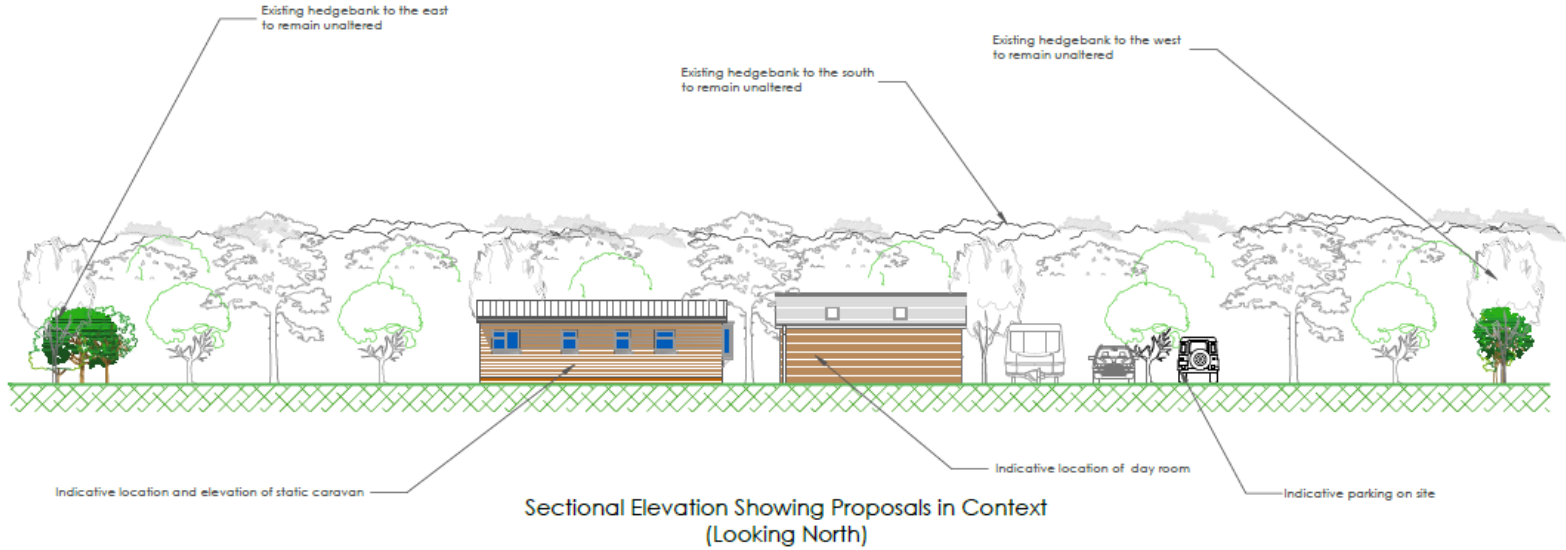 Existing hedgebank to the east
to remain unaltered
Existing hedgebank to the west
to remain unaltered
Existing hedgebank to the south
to remain unaltered
Indicative location of  day room
Indicative location and elevation of static caravan
Indicative parking on site
Sectional Elevation Showing Proposals in Context
(Looking North)